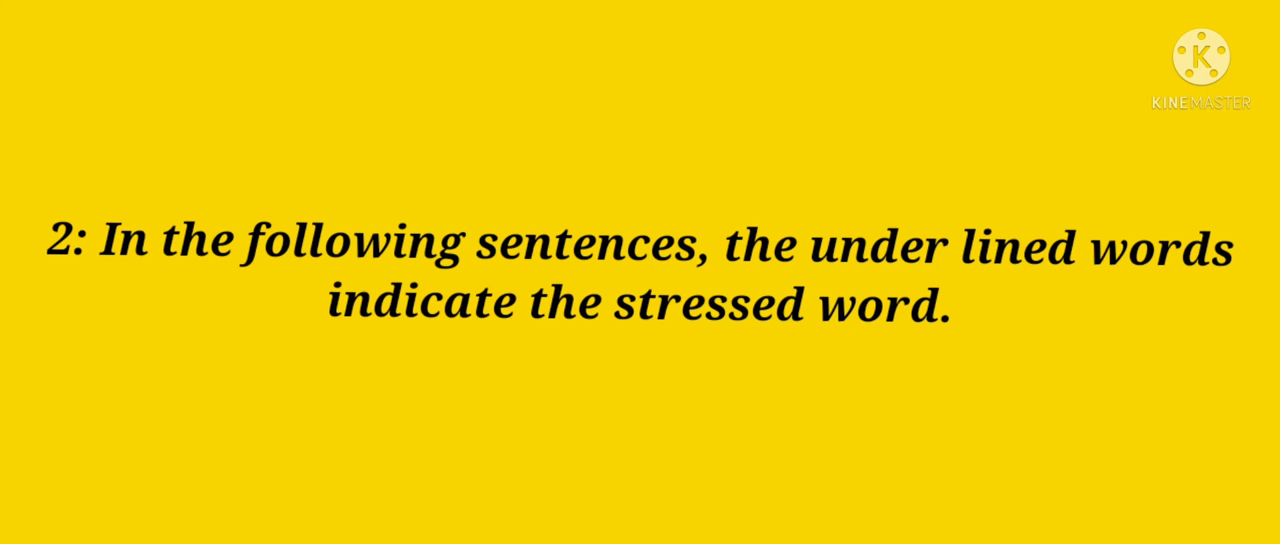 K
KINEMASTER
2: In the following sentences, the under lined words
indicate the stressed word.